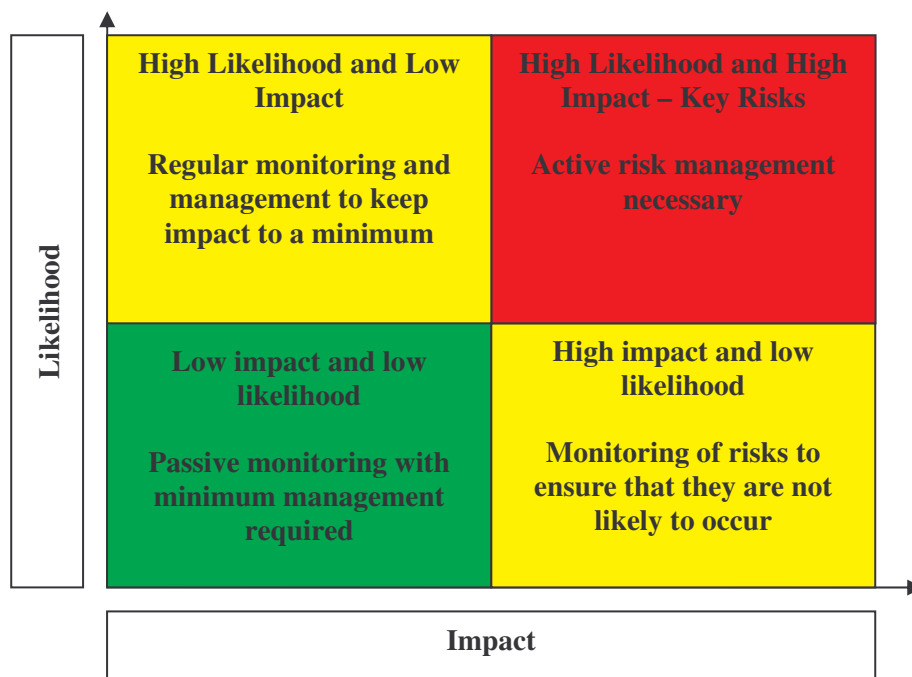 High Likelihood and Low
Impact
Regular monitoring and
management to keep
impact to a minimum
High Likelihood and High
Impact – Key Risks
Active risk management
necessary
Likelihood
Low impact and low
likelihood
Passive monitoring with
minimum management
required
High impact and low
likelihood
Monitoring of risks to
ensure that they are not
likely to occur
Impact